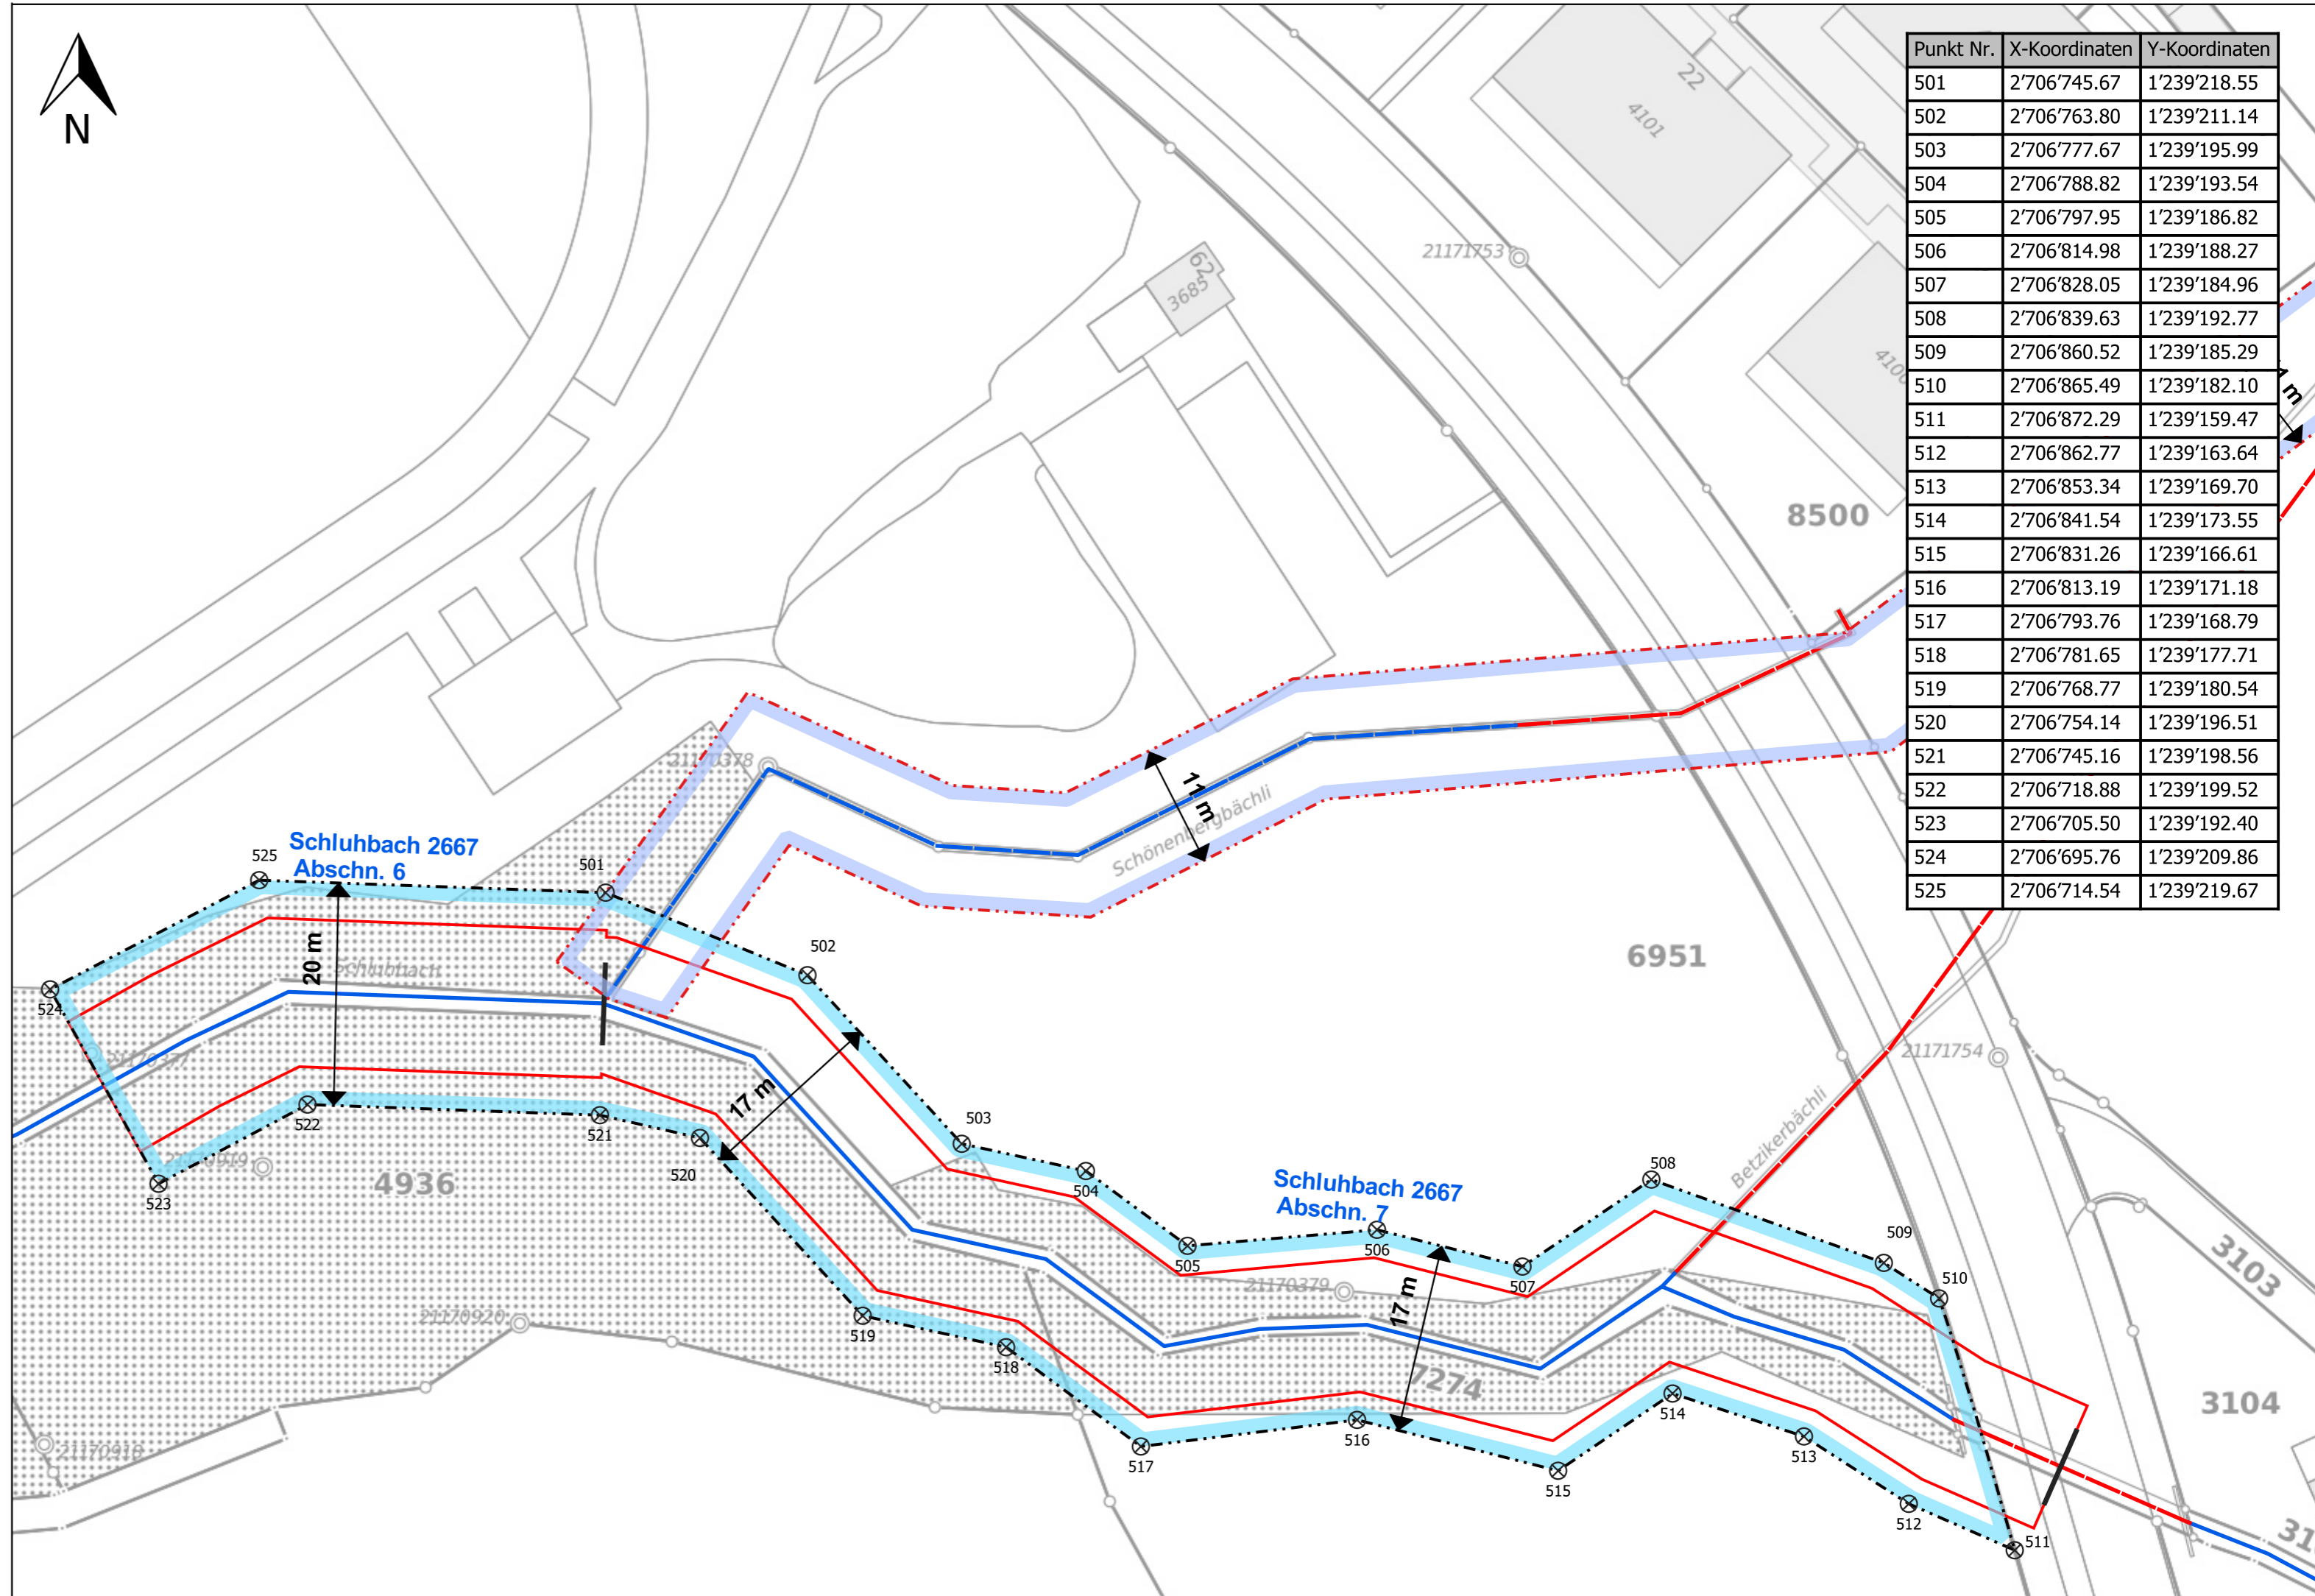 N
Punkt Nr. X-Koordinaten Y-Koordinaten
501 2'706'745.67 1'239'218.55
502 2'706'763.80 1'239'211.14
503 2'706'777.67 1'239'195.99
504 2'706'788.82 1'239'193.54
505 2'706'797.95 1'239'186.82
506 2'706'814.98 1'239'188.27
507 2'706'828.05 1'239'184.96
508 2'706'839.63 1'239'192.77
509 2'706'860.52 1'239'185.29
510 2'706'865.49 1'239'182.10
511 2'706'872.29 1'239'159.47
512 2'706'862.77 1'239'163.64
513 2'706'853.34 1'239'169.70
514 2'706'841.54 1'239'173.55
515 2'706'831.26 1'239'166.61
516 2'706'813.19 1'239'171.18
517 2'706'793.76 1'239'168.79
518 2'706'781.65 1'239'177.71
519 2'706'768.77 1'239'180.54
520 2'706'754.14 1'239'196.51
521 2'706'745.16 1'239'198.56
522 2'706'718.88 1'239'199.52
523 2'706'705.50 1'239'192.40
524 2'706'695.76 1'239'209.86
525 2'706'714.54 1'239'219.67
22
4101
21171753
62
3685
8500
21170378
11 m
Schönenbergbächli
Schluhbach 2667
Abschn. 6
525
501
502
20 m
Schluhbach
6951
524
21170377
21171754
17 m
522
521
520
503
504
21170919
4936
523
Schluhbach 2667
Abschn. 7
508
Betzikerbächli
505
506
507
509
510
3103
21170379
17 m
21170920
519
518
7274
3104
517
516
514
513
515
512
511
21170918